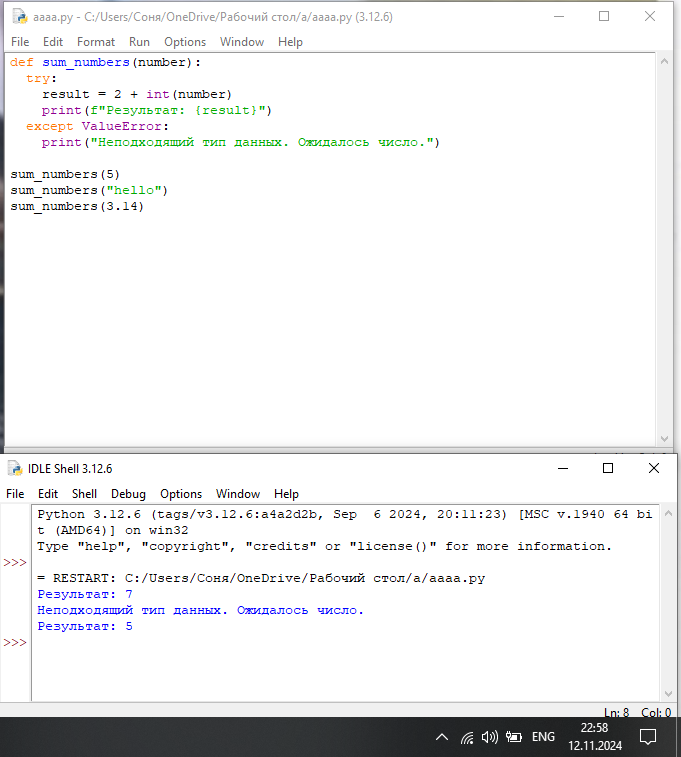 aaaa.py - C:/Users/Соня/OneDrive/Рабочий стол/а/aaaa.py (3.12.6)
File Edit Format Run Options Window Help
def sum_numbers(number):
  try:
    result = 2 + int(number)
    print(f"Результат: {result}")
  except ValueError:
    print("Неподходящий тип данных. Ожидалось число.")
sum_numbers(5)
sum_numbers("hello")
sum_numbers(3.14)
IDLE Shell 3.12.6
File Edit Shell Debug Options Window Help
Python 3.12.6 (tags/v3.12.6:a4a2d2b, Sep  6 2024, 20:11:23) [MSC v.1940 64 bi
t (AMD64)] on win32
Type "help", "copyright", "credits" or "license()" for more information.
>>>
= RESTART: C:/Users/Соня/OneDrive/Рабочий стол/а/aaaa.py
Результат: 7
Неподходящий тип данных. Ожидалось число.
Результат: 5
>>>
Ln: 8 Col: 0
ENG
22:58
12.11.2024